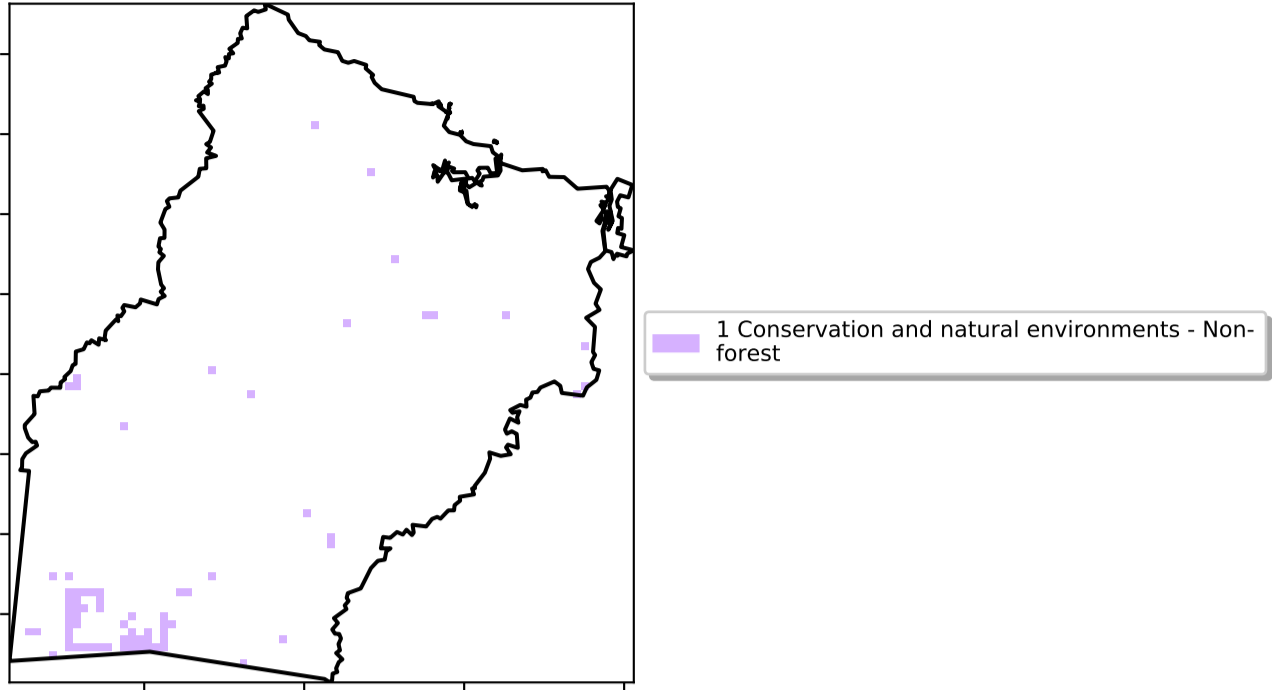 1 Conservation and natural environments - Non-
forest